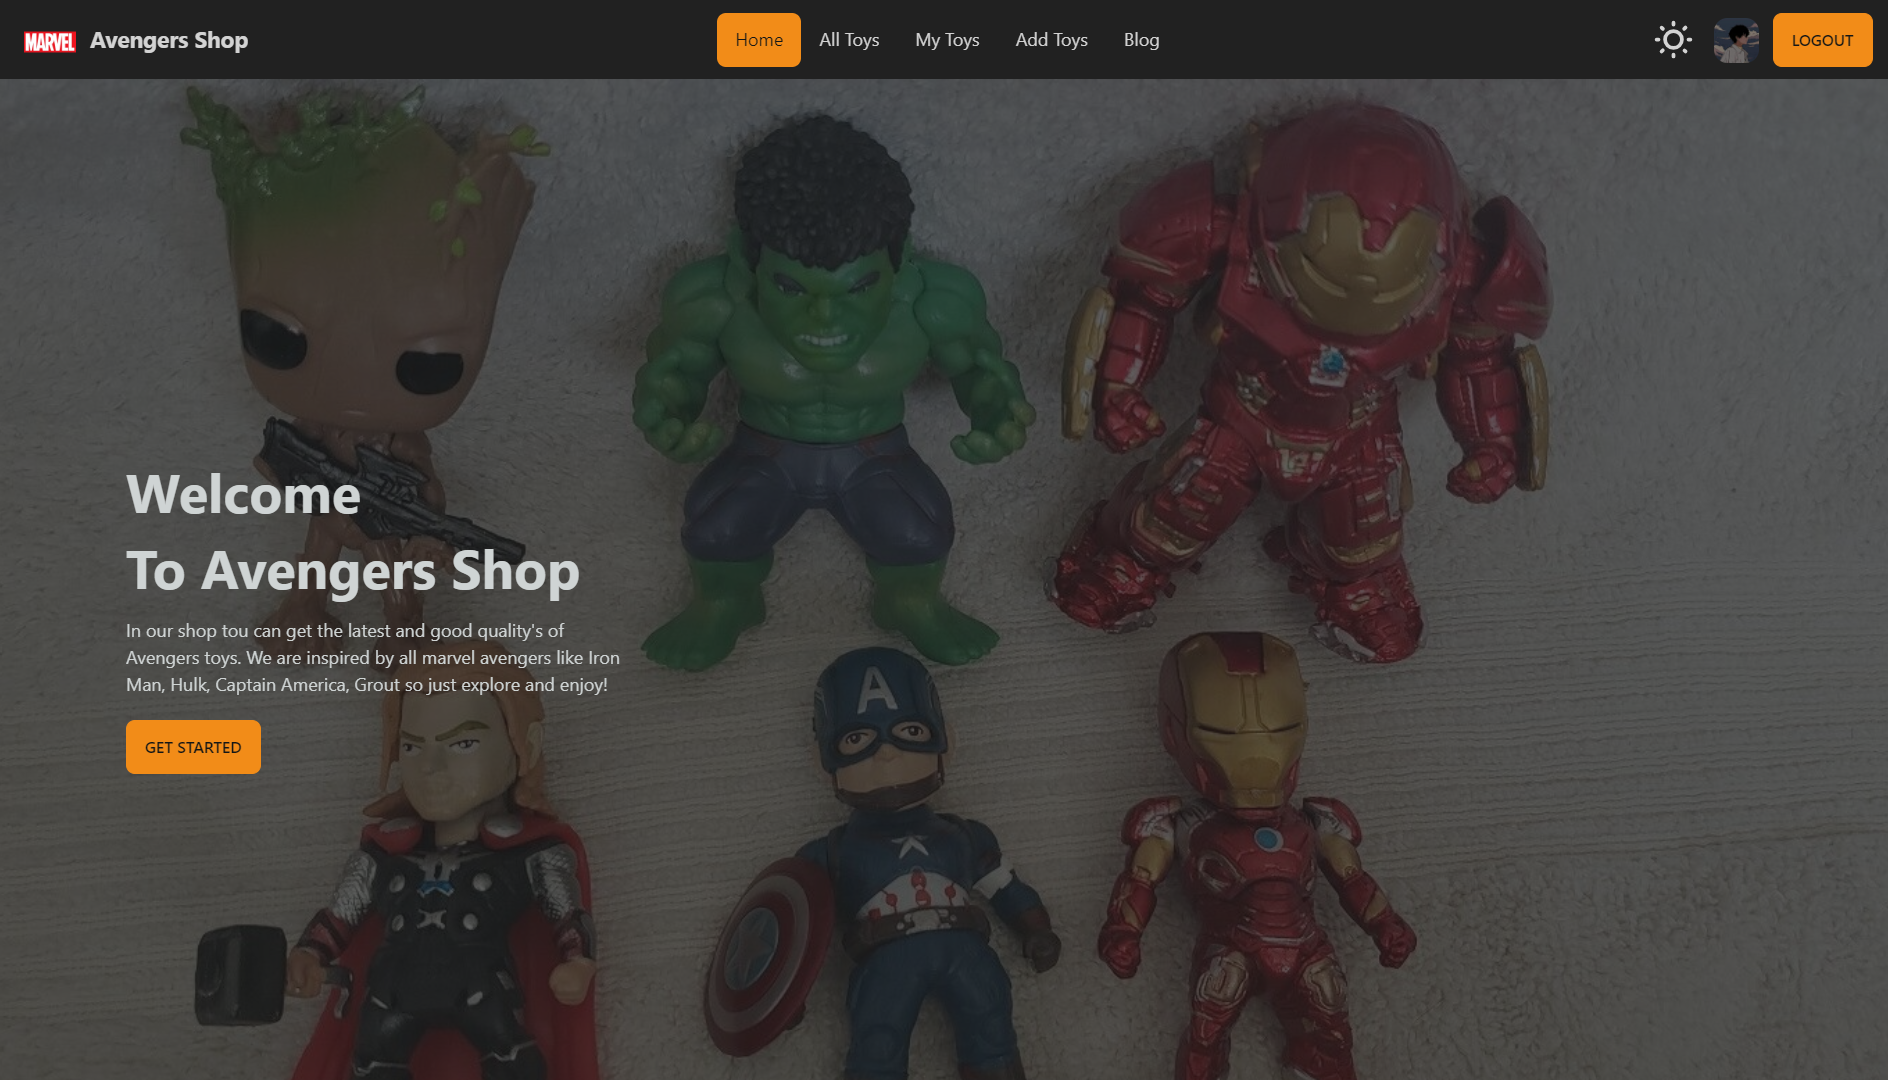 MARVEL Avengers Shop Home All Toys My Toys Add Toys Blog LOGOUT
A
Welcome
To Avengers Shop
In our shop tou can get the latest and good quality's of
Avengers toys. We are inspired by all marvel avengers like Iron
Man, Hulk, Captain America, Grout so just explore and enjoy!
GET STARTED